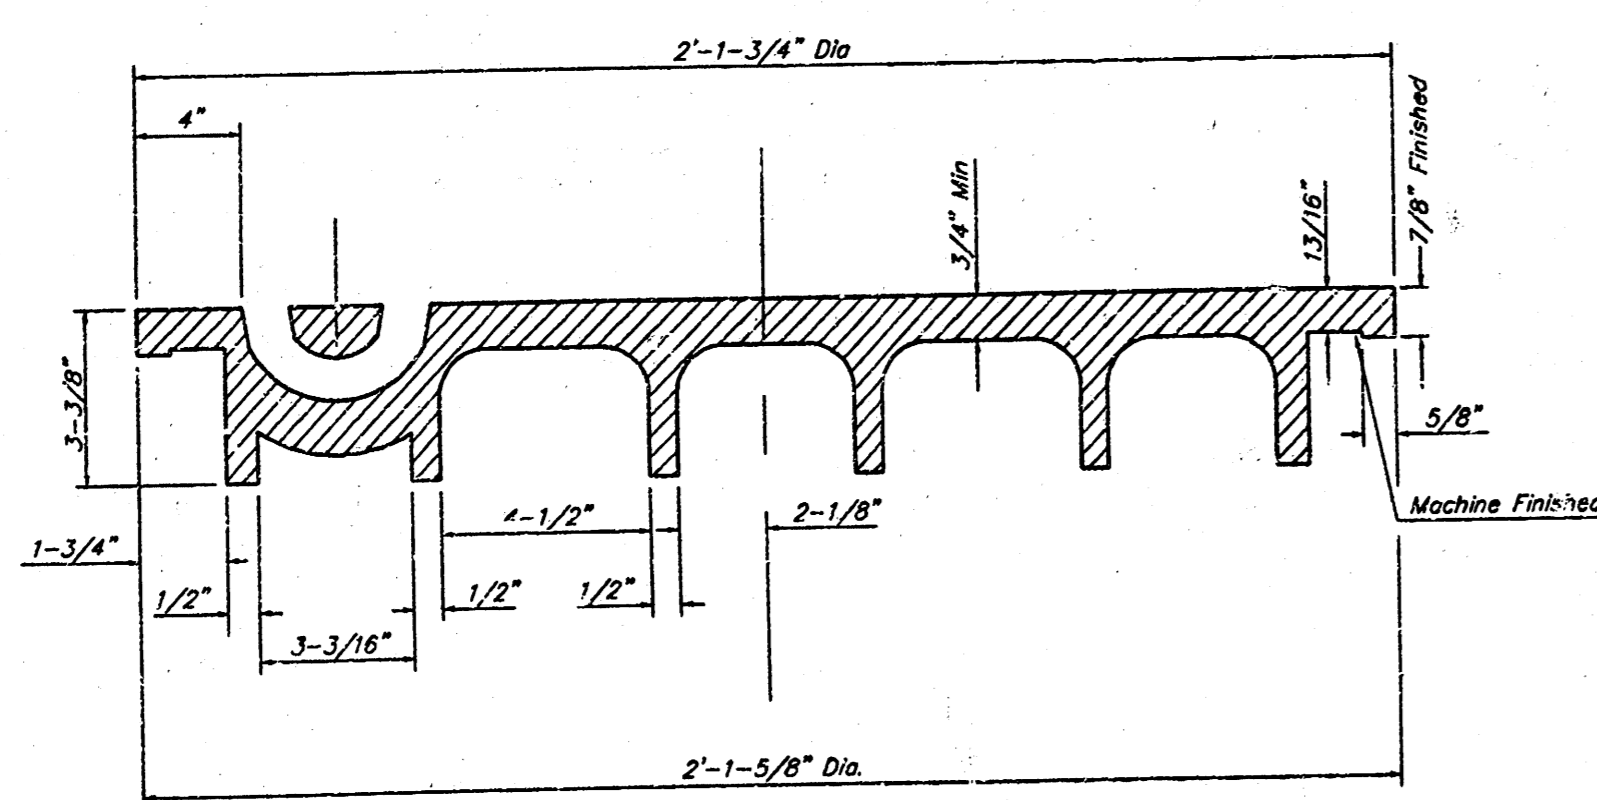 2'-1-3/4" Dia
4"
7/8" Finished
3/4" Min
13/16"
3-3/8"
5/8"
Machine Finished
4-1/2"
2-1/8"
1-3/4"
1/2"
1/2"
1/2"
3-3/16"
2'-1-5/8" Dia.